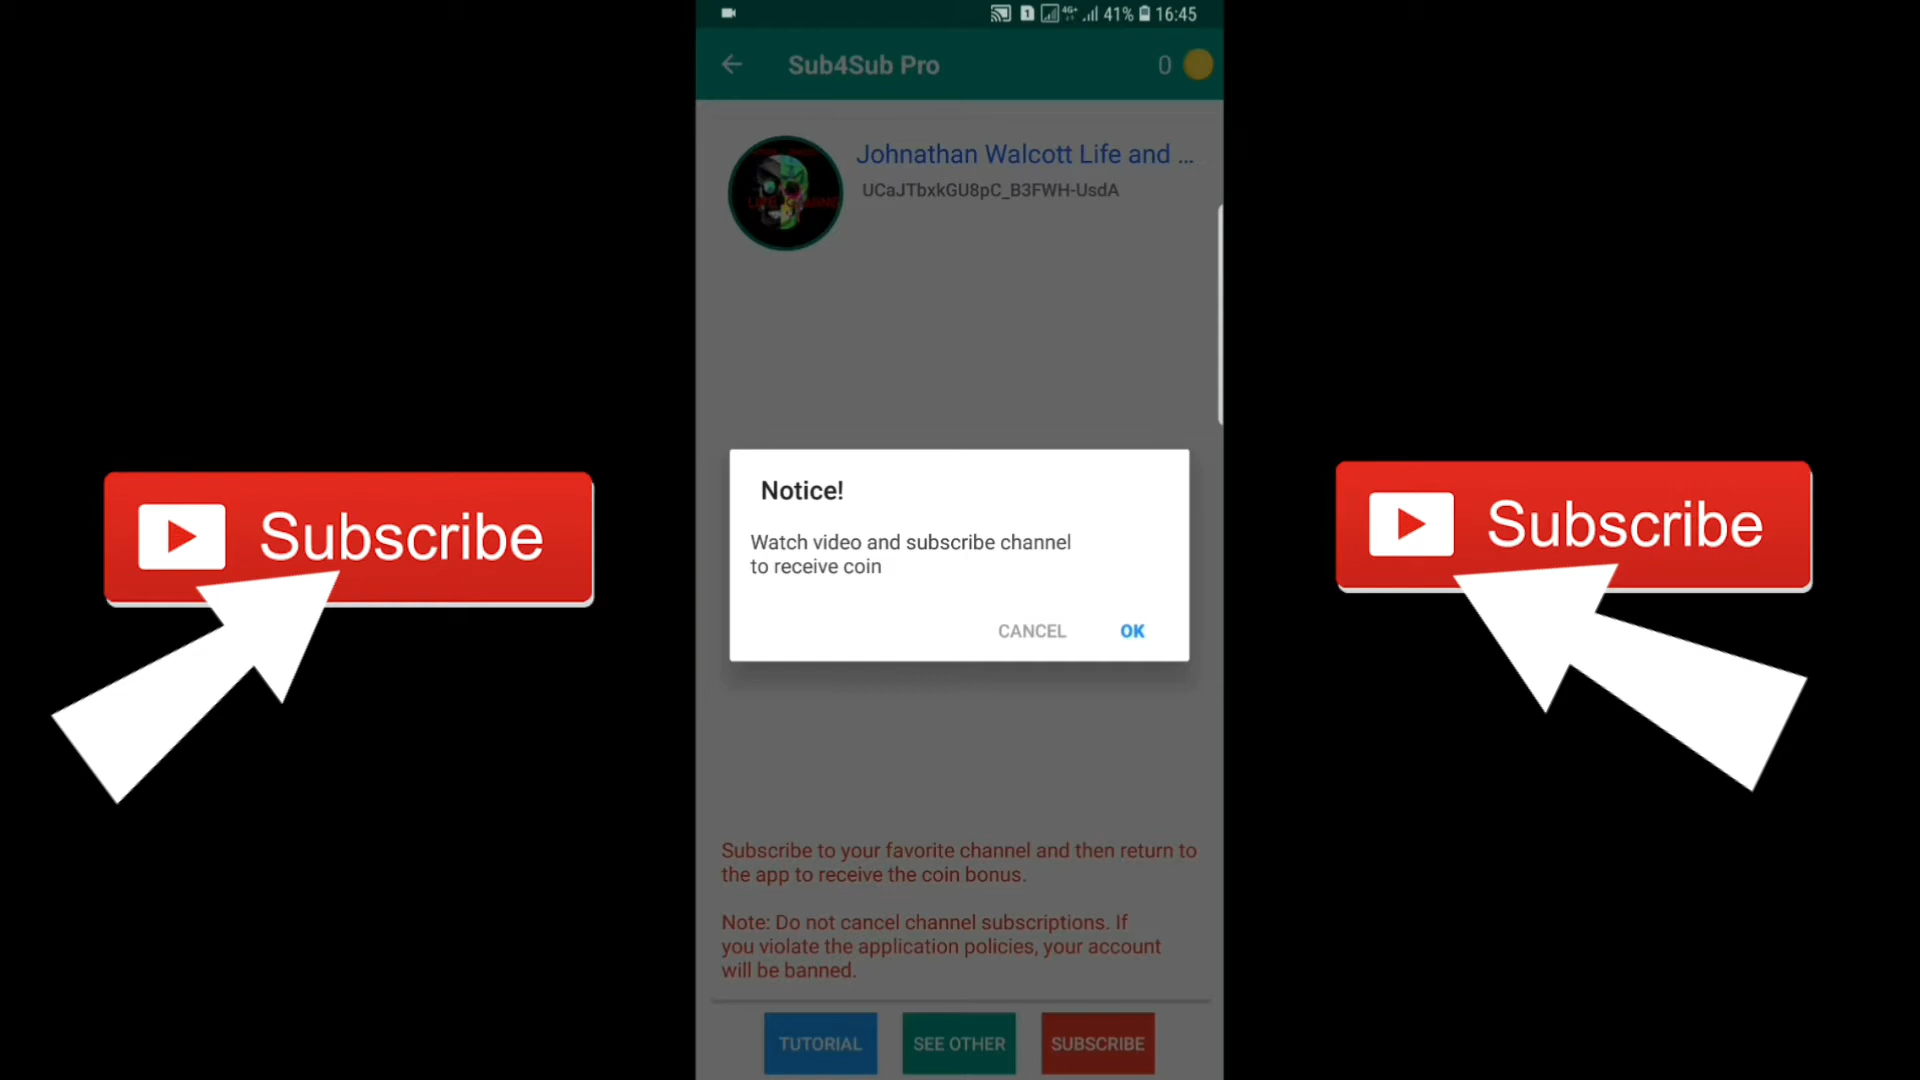 41% 16:45
Sub4Sub Pro 0
Johnathan Walcott Life and ...
UCaJTbxkGU8pC_B3FWH-UsdA
Notice!
Watch video and subscribe channel
to receive coin
CANCEL OK
Subscribe
Subscribe
Subscribe to your favorite channel and then return to
the app to receive the coin bonus.
Note: Do not cancel channel subscriptions. If
you violate the application policies, your account
will be banned.
TUTORIAL SEE OTHER SUBSCRIBE